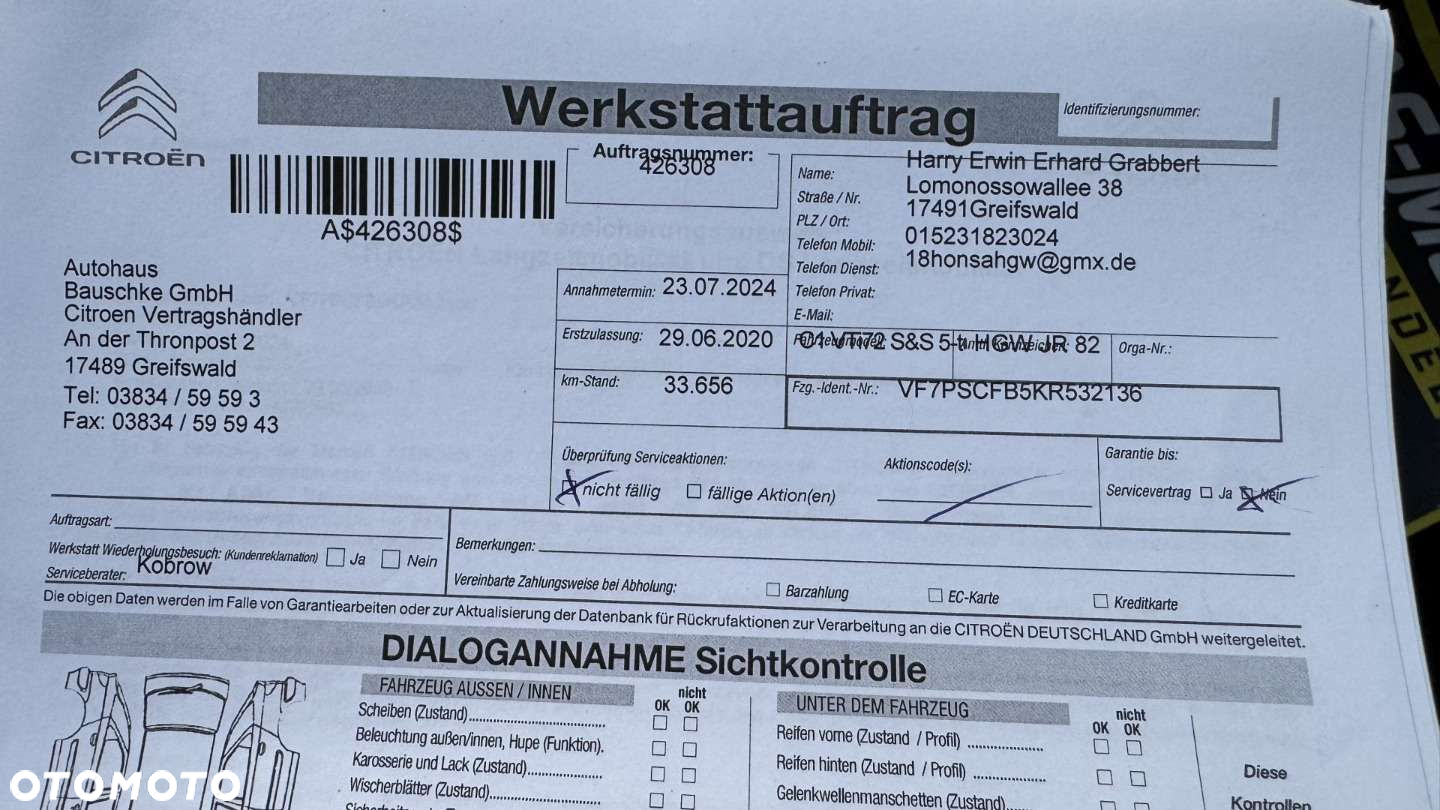 Werkstattauftrag
Identifizierungsnummer:
CITROËN
A$426308$
Auftragsnummer:
426308
Name: Harry Erwin Erhard Grabbert
Straße / Nr. Lomonossowallee 38
PLZ / Ort: 17491Greifswald
Telefon Mobil: 015231823024
Telefon Dienst: 18honsahgw@gmx.de
Telefon Privat:
E-Mail:
Autohaus
Bauschke GmbH
Citroen Vertragshändler
An der Thronpost 2
17489 Greifswald
Tel: 03834 / 59 59 3
Fax: 03834 / 59 59 43
Annahmetermin: 23.07.2024
Erstzulassung: 29.06.2020
C1 VTi72 S&S 5-t HGW JR 82
Orga-Nr.:
km-Stand: 33.656
Fzg.-Ident.-Nr.: VF7PSCFB5KR532136
Überprüfung Serviceaktionen:
nicht fällig
fällige Aktion(en)
Aktionscode(s):
Garantie bis:
Servicevertrag Ja Nein
Auftragsart:
Werkstatt Wiederholungsbesuch: (Kundenreklamation) Ja Nein
Serviceberater: Kobrow
Bemerkungen:
Vereinbarte Zahlungsweise bei Abholung: Barzahlung EC-Karte Kreditkarte
Die obigen Daten werden im Falle von Garantiearbeiten oder zur Aktualisierung der Datenbank für Rückrufaktionen zur Verarbeitung an die CITROËN DEUTSCHLAND GmbH weitergeleitet.
DIALOGANNAHME Sichtkontrolle
FAHRZEUG AUSSEN / INNEN OK nicht OK
Scheiben (Zustand)
Beleuchtung außen/innen, Hupe (Funktion).
Karosserie und Lack (Zustand)
Wischerblätter (Zustand)
UNTER DEM FAHRZEUG OK nicht OK
Reifen vorne (Zustand / Profil)
Reifen hinten (Zustand / Profil)
Gelenkwellenmanschetten (Zustand)
Diese
Kontrollen
OTOMOTO